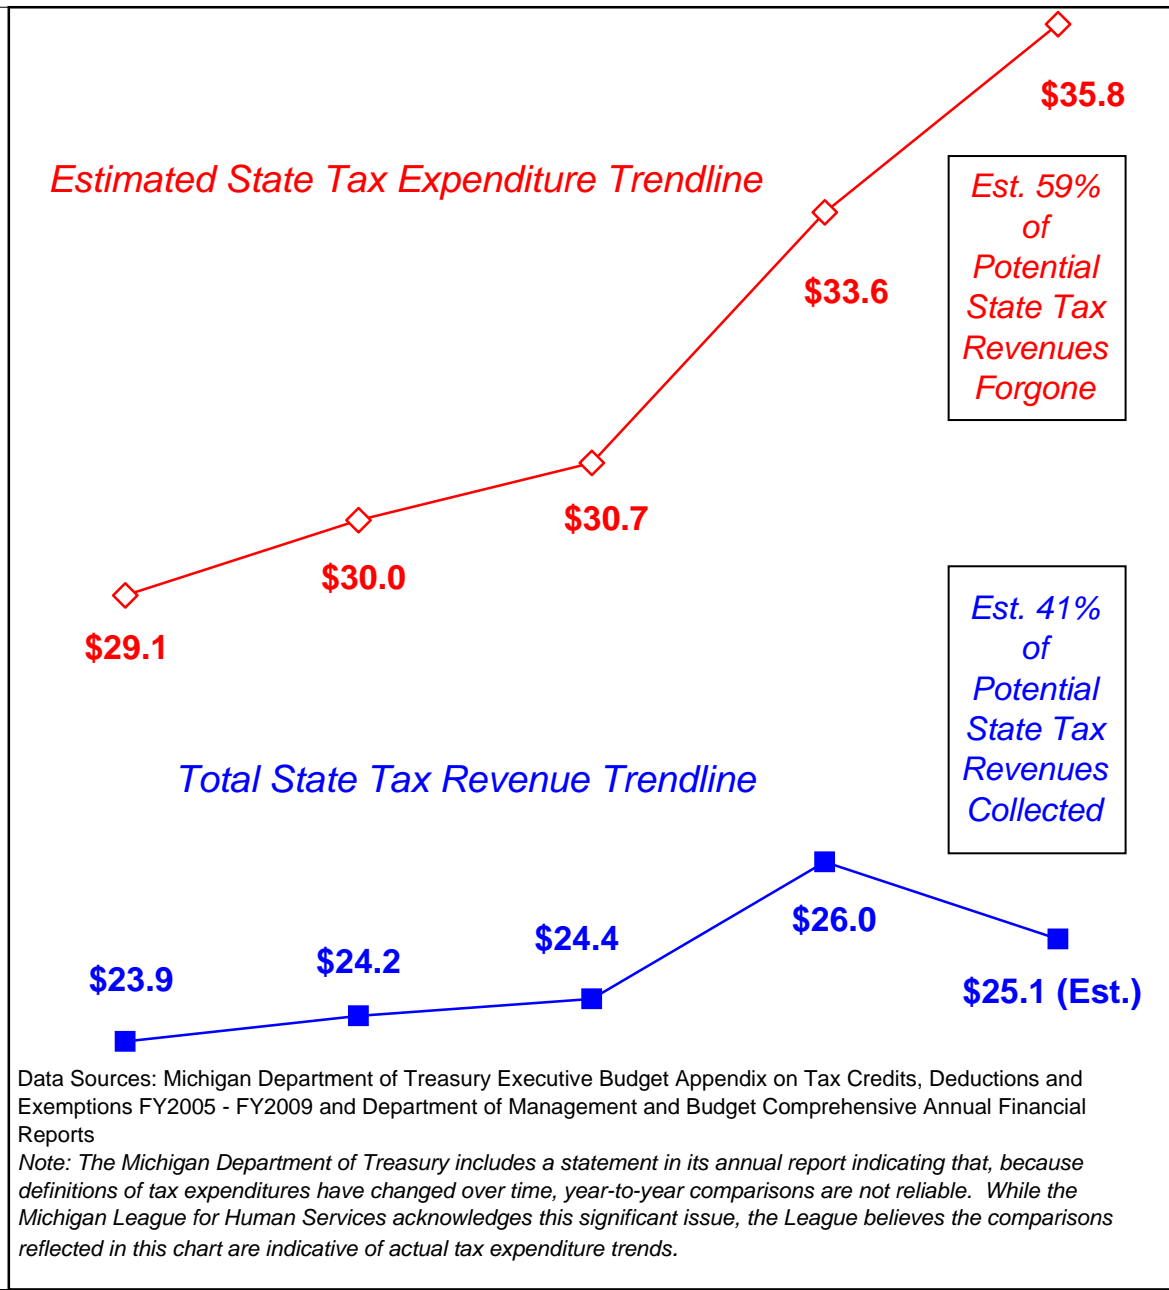 $35.8
Estimated State Tax Expenditure Trendline
Est. 59%
of
Potential
State Tax
Revenues
Forgone
$33.6
$30.7
$30.0
$29.1
Est. 41%
of
Potential
State Tax
Revenues
Collected
Total State Tax Revenue Trendline
$26.0
$24.4
$24.2
$23.9
$25.1 (Est.)
Data Sources: Michigan Department of Treasury Executive Budget Appendix on Tax Credits, Deductions and
Exemptions FY2005 - FY2009 and Department of Management and Budget Comprehensive Annual Financial
Reports
Note: The Michigan Department of Treasury includes a statement in its annual report indicating that, because
definitions of tax expenditures have changed over time, year-to-year comparisons are not reliable.  While the
Michigan League for Human Services acknowledges this significant issue, the League believes the comparisons
reflected in this chart are indicative of actual tax expenditure trends.